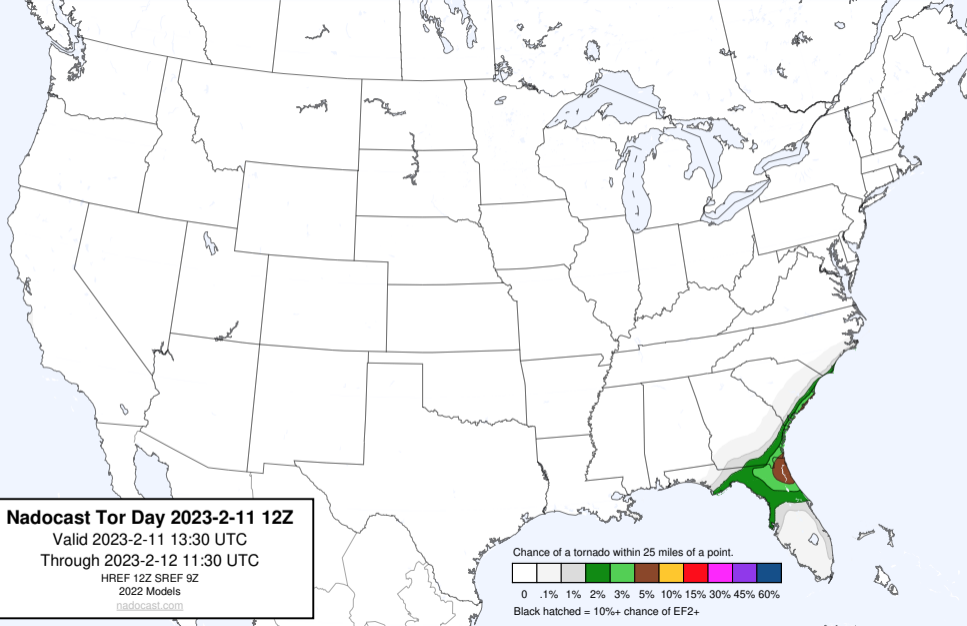 Nadocast Tor Day 2023-2-11 12Z
Valid 2023-2-11 13:30 UTC
Through 2023-2-12 11:30 UTC
HREF 12Z SREF 9Z
2022 Models
nadocast.com
Chance of a tornado within 25 miles of a point.
0 .1% 1% 2% 3% 5% 10% 15% 30% 45% 60%
Black hatched = 10%+ chance of EF2+